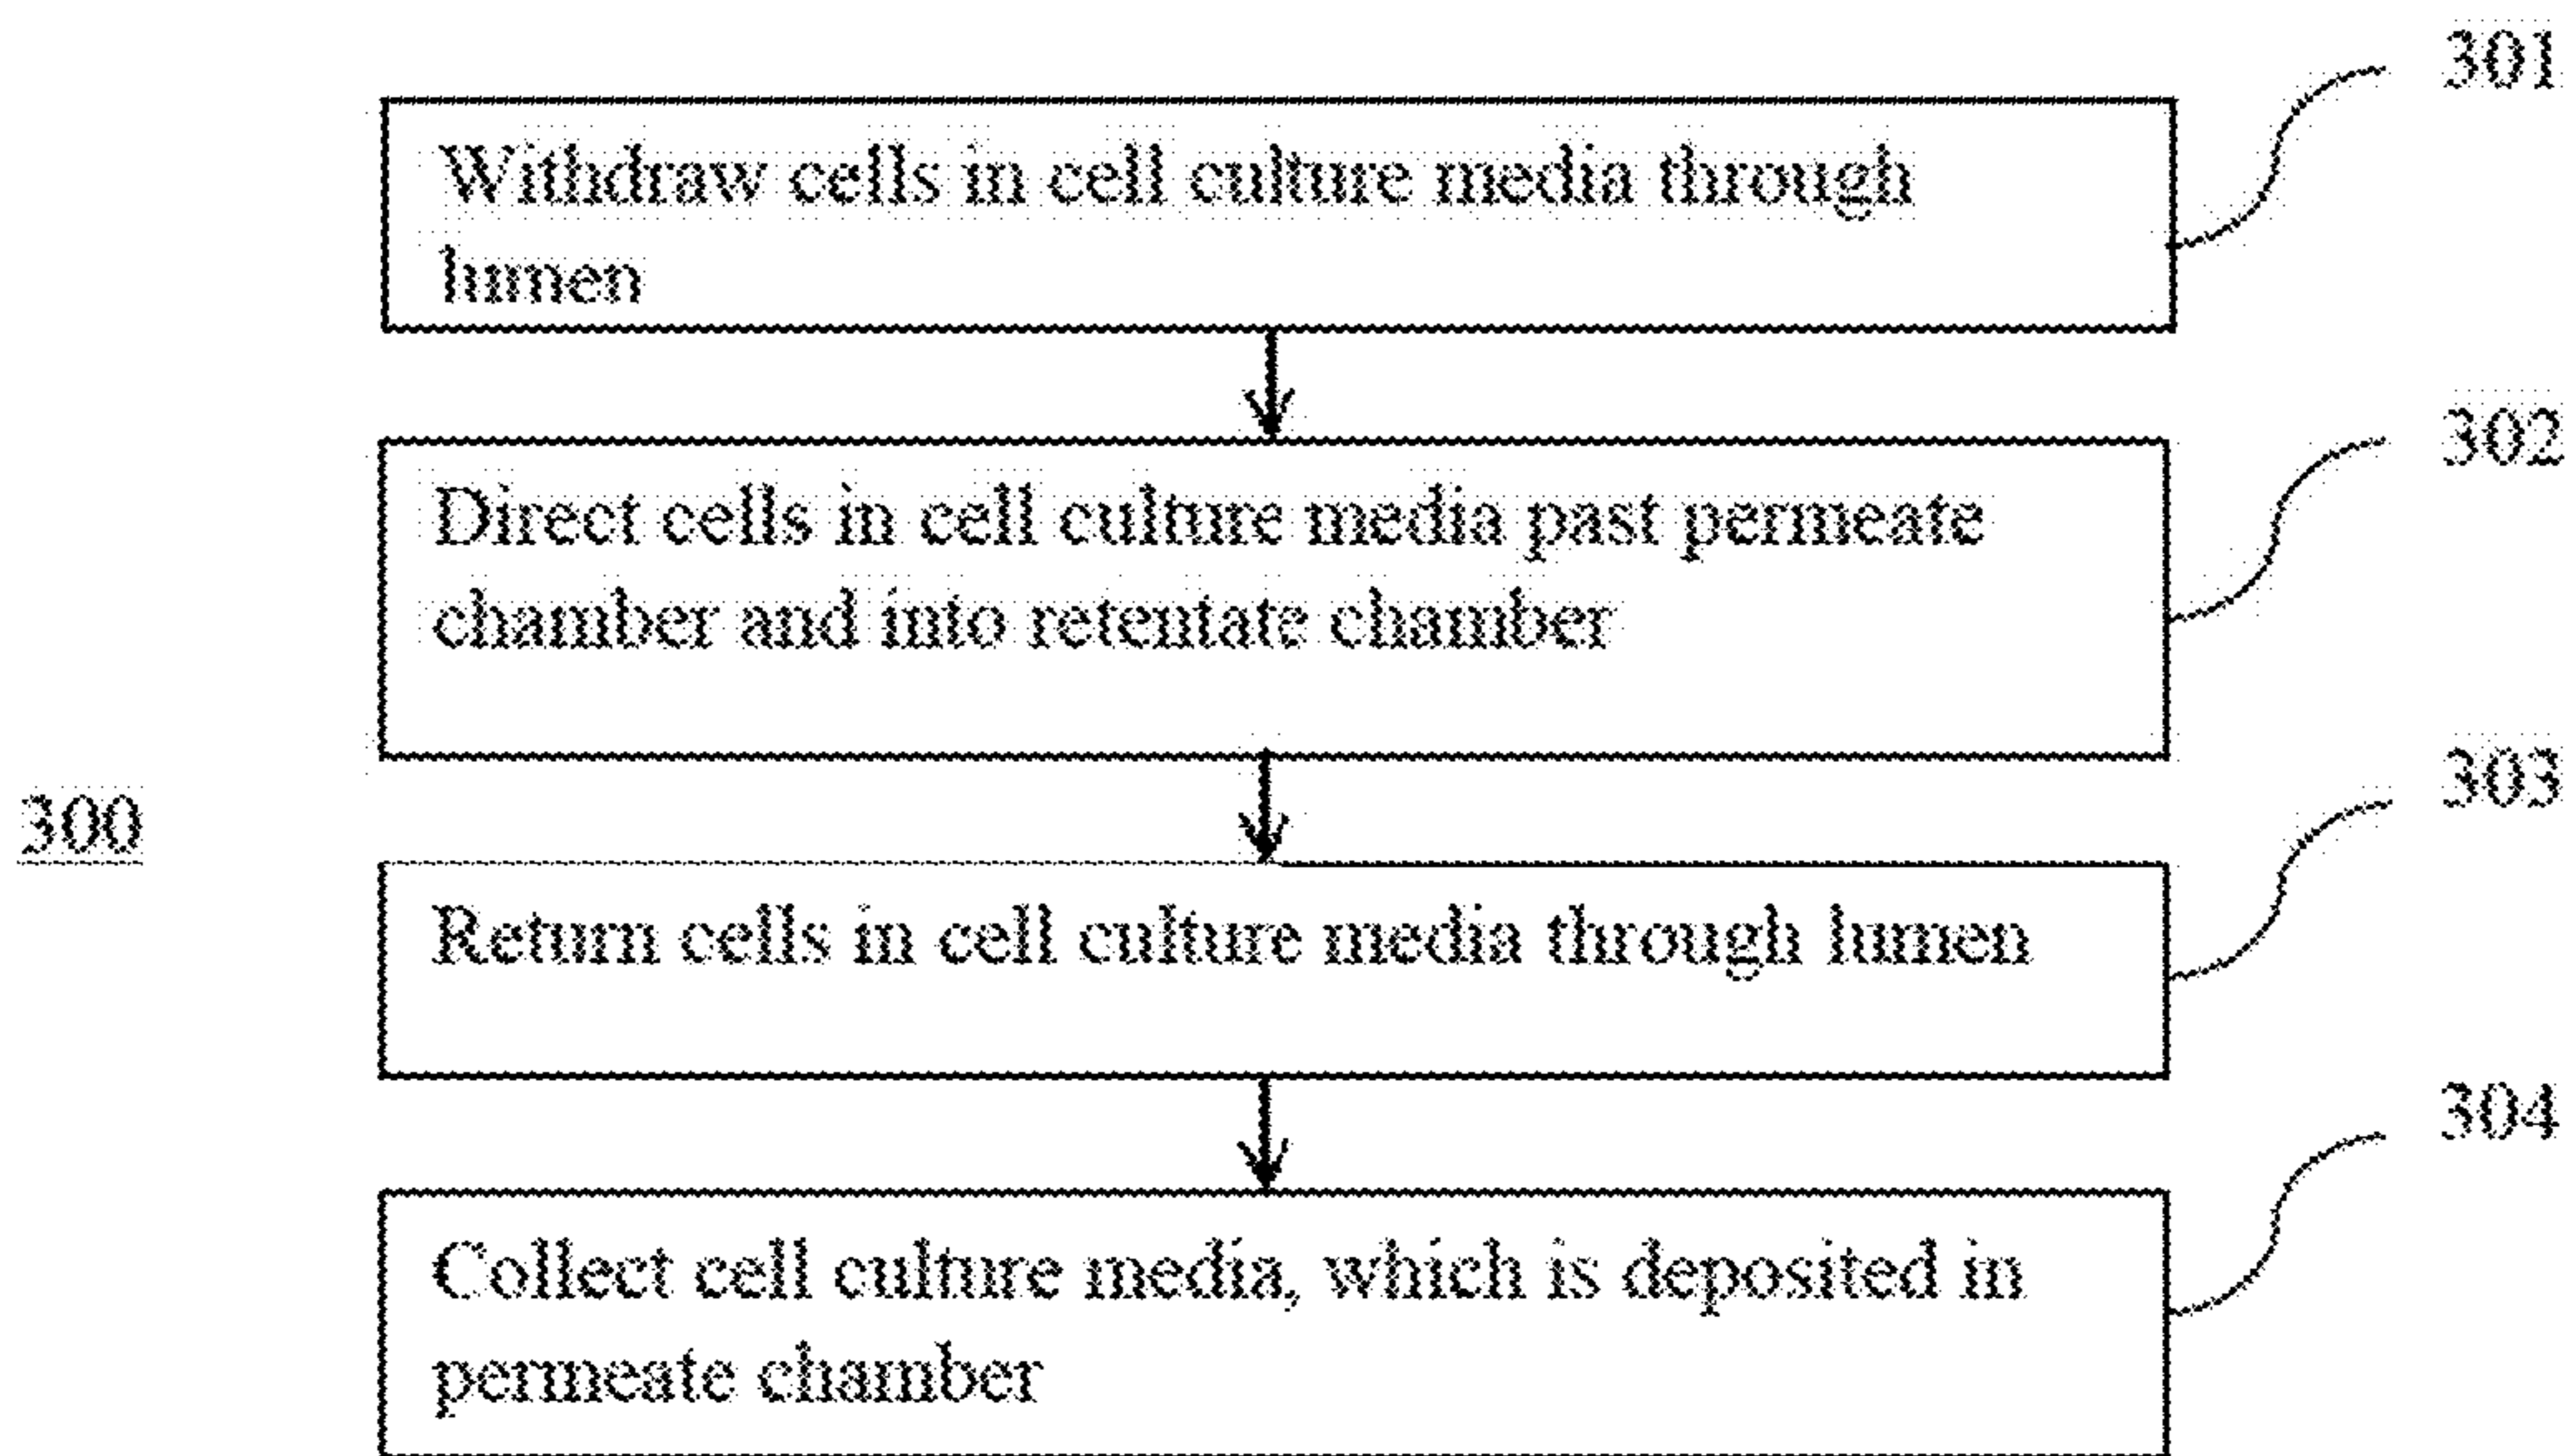 301
Withdraw cells in cell culture media through
lumen
302
Direct cells in cell culture media past permeate
chamber and into retentate chamber
303
300
Return cells in cell culture media through lumen
304
Collect cell culture media, which is deposited in
permeate chamber